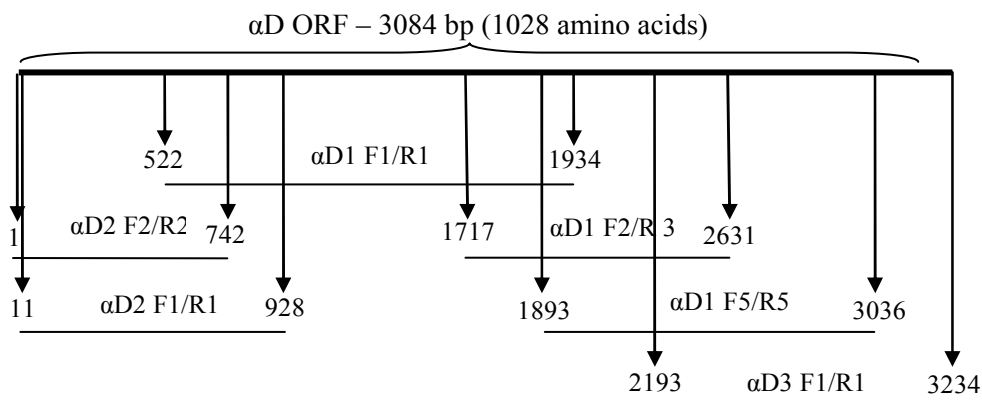 αD ORF – 3084 bp (1028 amino acids)
522 αD1 F1/R1 1934
1 αD2 F2/R2 742 1717 αD1 F2/R 3 2631
11 αD2 F1/R1 928 1893 αD1 F5/R5 3036
2193 αD3 F1/R1 3234